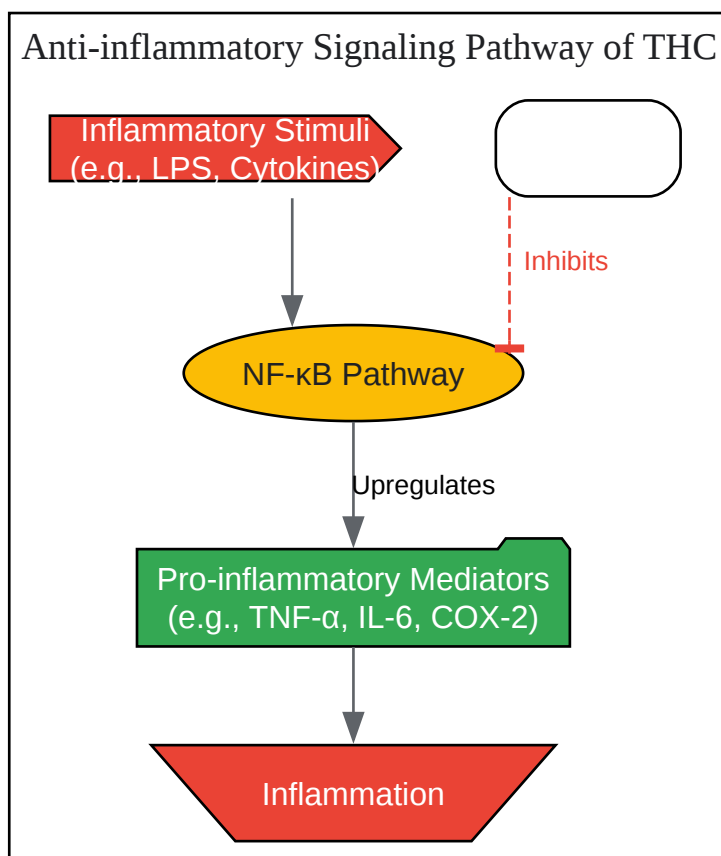 Anti-inflammatory Signaling Pathway of THC
Inflammatory Stimuli
(e.g., LPS, Cytokines)
Inhibits
NF-κB Pathway
Upregulates
Pro-inflammatory Mediators
(e.g., TNF-α, IL-6, COX-2)
Inflammation